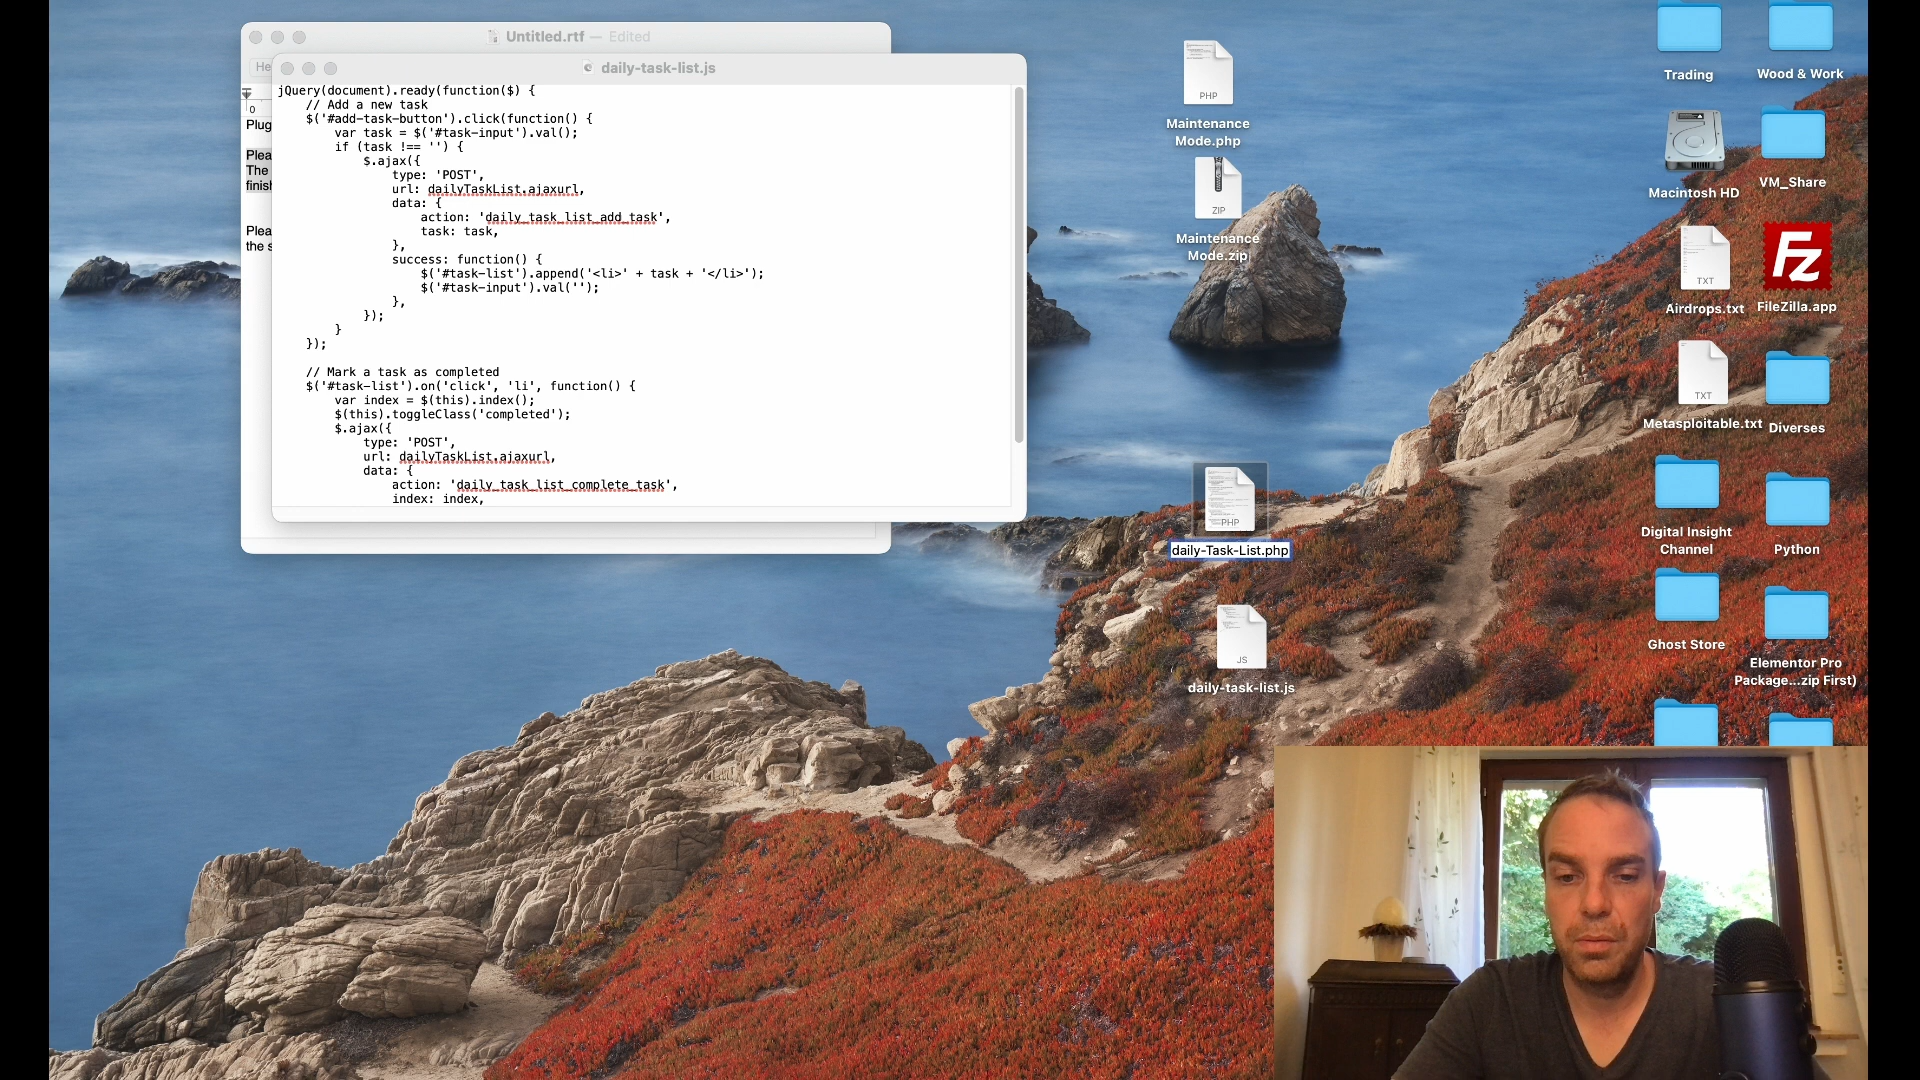 Untitled.rtf — Edited
He
daily-task-list.js
0
Plug
Plea
The
finish
Plea
the s
jQuery(document).ready(function($) {
// Add a new task
$('#add-task-button').click(function() {
var task = $('#task-input').val();
if (task !== '') {
$.ajax({
type: 'POST',
url: dailyTaskList.ajaxurl,
data: {
action: 'daily_task_list_add_task',
task: task,
},
success: function() {
$('#task-list').append('<li>' + task + '</li>');
$('#task-input').val('');
},
});
}
});
// Mark a task as completed
$('#task-list').on('click', 'li', function() {
var index = $(this).index();
$(this).toggleClass('completed');
$.ajax({
type: 'POST',
url: dailyTaskList.ajaxurl,
data: {
action: 'daily_task_list_complete_task',
index: index,
PHP
Maintenance
Mode.php
ZIP
Maintenance
Mode.zip
PHP
daily-Task-List.php
JS
daily-task-list.js
Trading
Wood & Work
Macintosh HD
VM_Share
TXT
Airdrops.txt
Fz
FileZilla.app
TXT
Metasploitable.txt
Diverses
Digital Insight
Channel
Python
Ghost Store
Elementor Pro
Package...zip First)